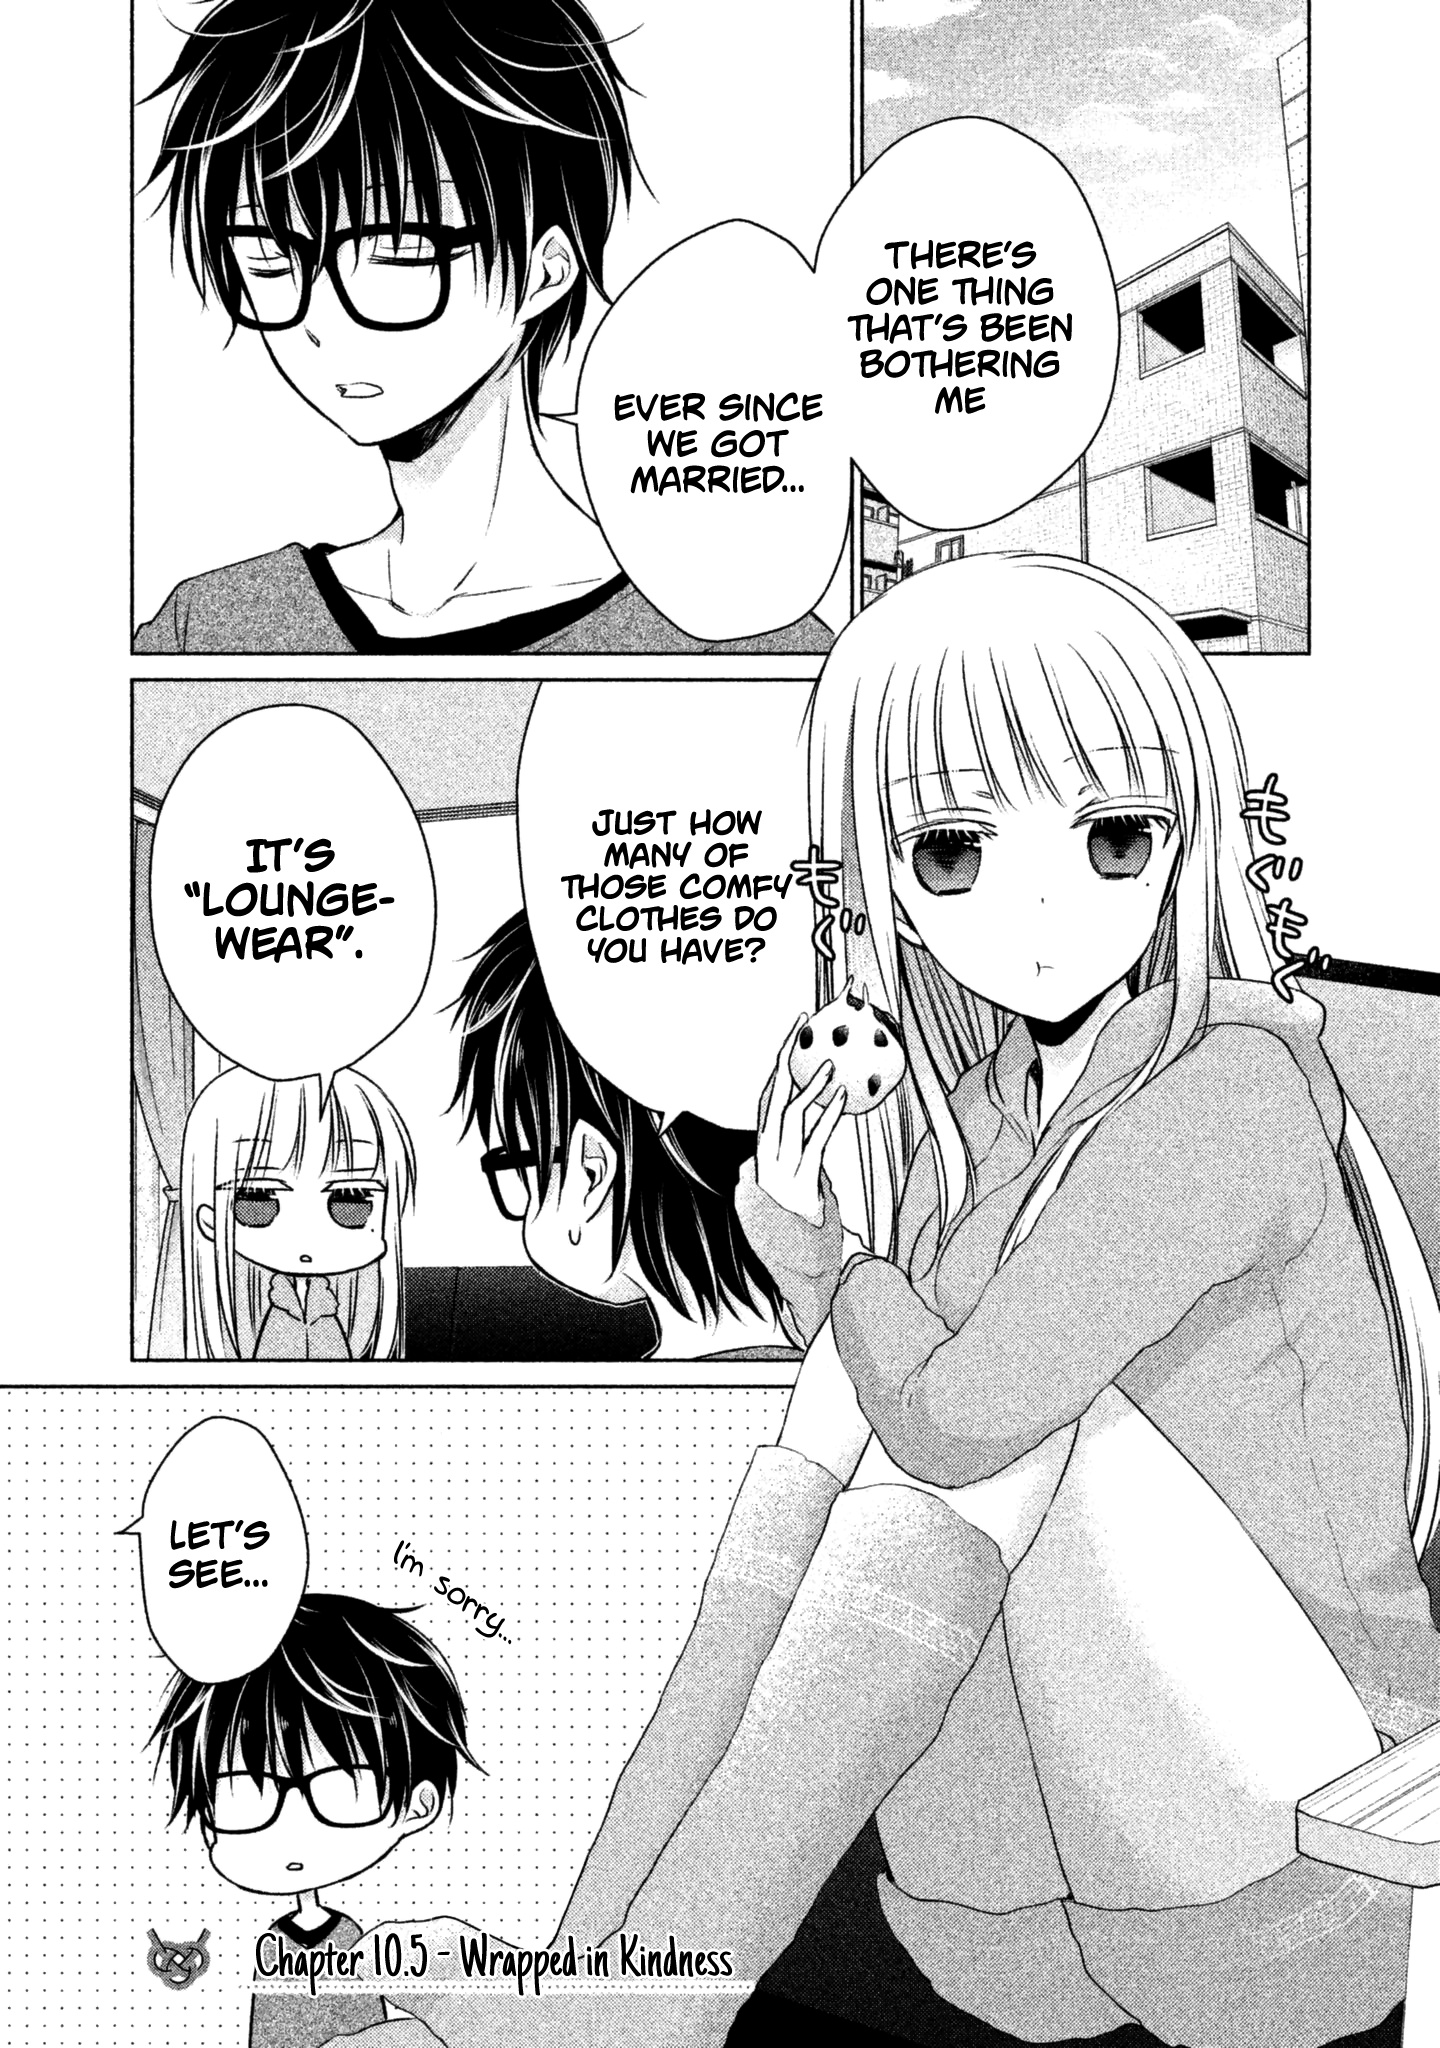 THERE'S
ONE THING
THAT'S BEEN
BOTHERING
ME
EVER SINCE
WE GOT
MARRIED...
もぐ
もぐ
もぐ
JUST HOW
MANY OF
THOSE COMFY
CLOTHES DO
YOU HAVE?
IT'S
"LOUNGE-
WEAR".
LET'S
SEE...
I'm sorry...
Chapter 10.5 - Wrapped in Kindness